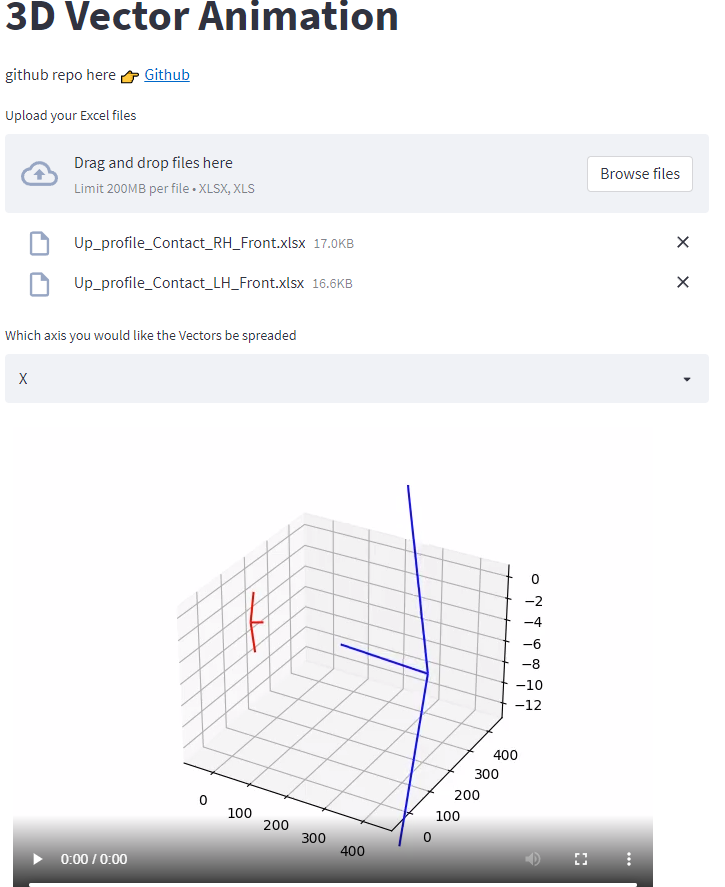 3D Vector Animation
github repo here 👉 Github
Upload your Excel files
Drag and drop files here
Limit 200MB per file • XLSX, XLS
Browse files
Up_profile_Contact_RH_Front.xlsx 17.0KB
Up_profile_Contact_LH_Front.xlsx 16.6KB
Which axis you would like the Vectors be spreaded
X
0
−2
−4
−6
−8
−10
−12
400
300
200
100
0
0
100
200
300
400
0:00 / 0:00